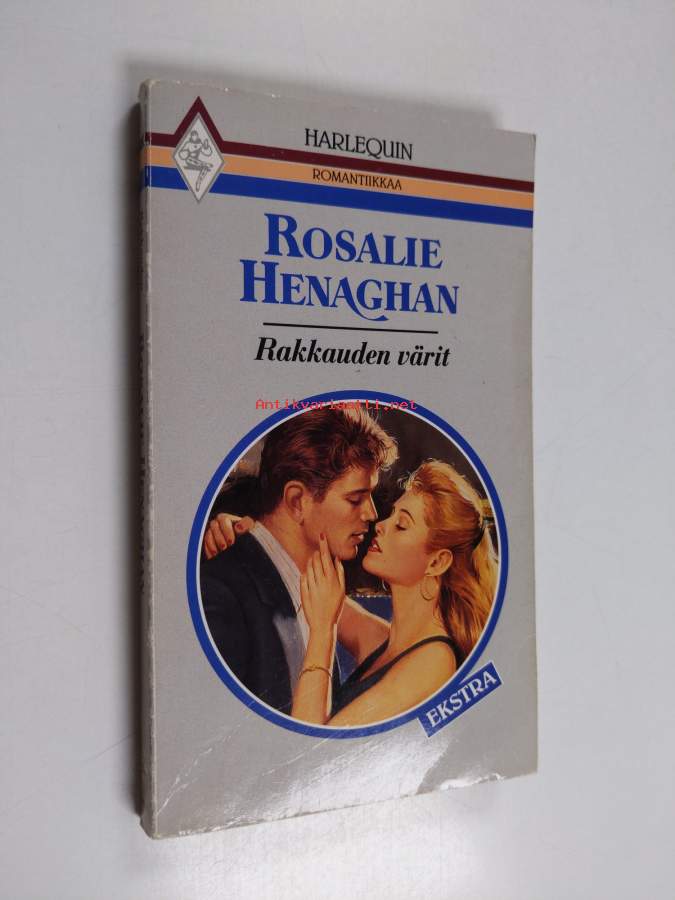 HARLEQUIN
ROMANTIIKKAA
ROSALIE
HENAGHAN
Rakkauden värit
Antikvariaatti.net
EKSTRA